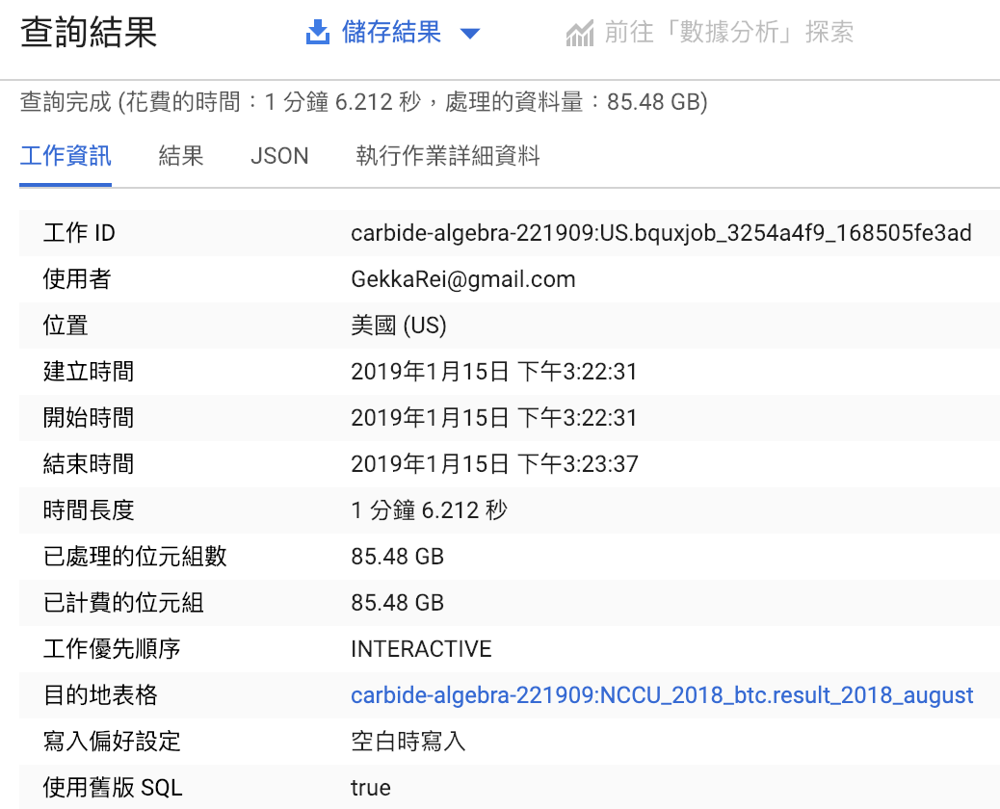 查詢結果 儲存結果 前往「數據分析」探索
查詢完成 (花費的時間：1 分鐘 6.212 秒，處理的資料量：85.48 GB)
工作資訊 結果 JSON 執行作業詳細資料
工作 ID carbide-algebra-221909:US.bquxjob_3254a4f9_168505fe3ad
使用者 GekkaRei@gmail.com
位置 美國 (US)
建立時間 2019年1月15日 下午3:22:31
開始時間 2019年1月15日 下午3:22:31
結束時間 2019年1月15日 下午3:23:37
時間長度 1 分鐘 6.212 秒
已處理的位元組數 85.48 GB
已計費的位元組 85.48 GB
工作優先順序 INTERACTIVE
目的地表格 carbide-algebra-221909:NCCU_2018_btc.result_2018_august
寫入偏好設定 空白時寫入
使用舊版 SQL true